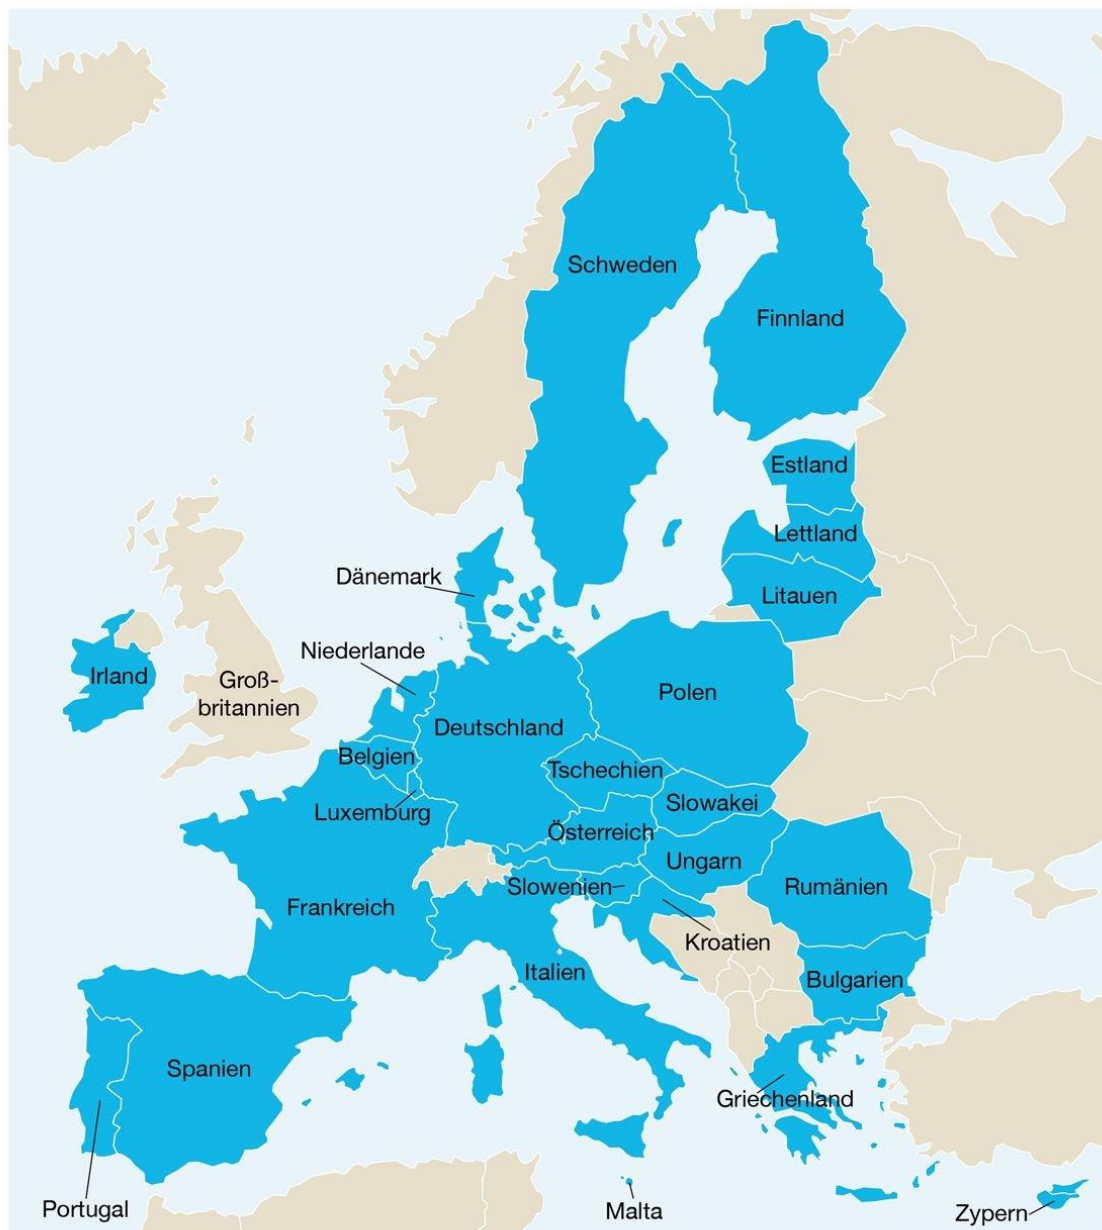 Schweden
Finnland
Estland
Lettland
Dänemark
Litauen
Niederlande
Irland
Groß-
britannien
Polen
Deutschland
Belgien
Tschechien
Luxemburg
Slowakei
Österreich
Ungarn
Slowenien
Rumänien
Frankreich
Kroatien
Italien
Bulgarien
Spanien
Griechenland
Portugal
Malta
Zypern